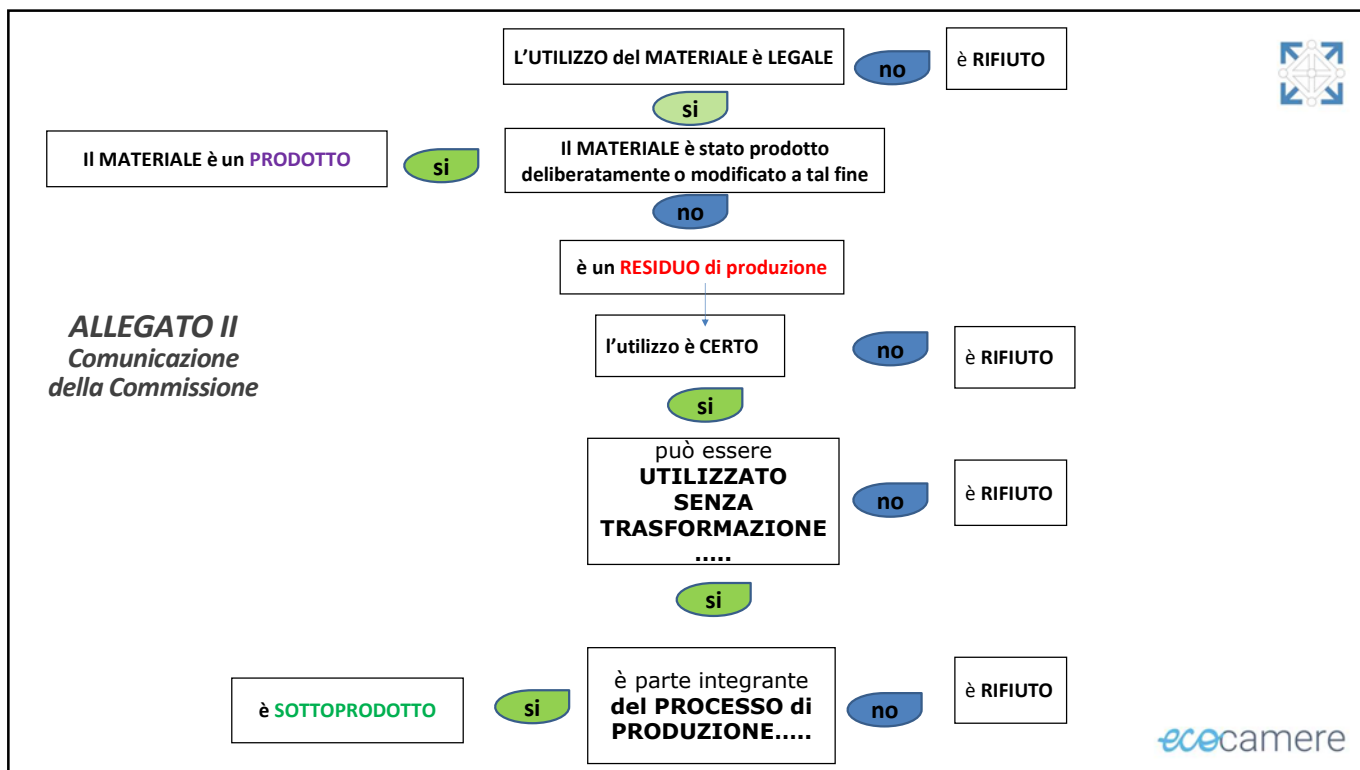 L'UTILIZZO del MATERIALE è LEGALE
no
è RIFIUTO
si
Il MATERIALE è un PRODOTTO
si
Il MATERIALE è stato prodotto
deliberatamente o modificato a tal fine
no
è un RESIDUO di produzione
ALLEGATO II
Comunicazione
della Commissione
l'utilizzo è CERTO
no
è RIFIUTO
si
può essere
UTILIZZATO
SENZA
TRASFORMAZIONE
.....
no
è RIFIUTO
si
è SOTTOPRODOTTO
si
è parte integrante
del PROCESSO di
PRODUZIONE.....
no
è RIFIUTO
ecocamere